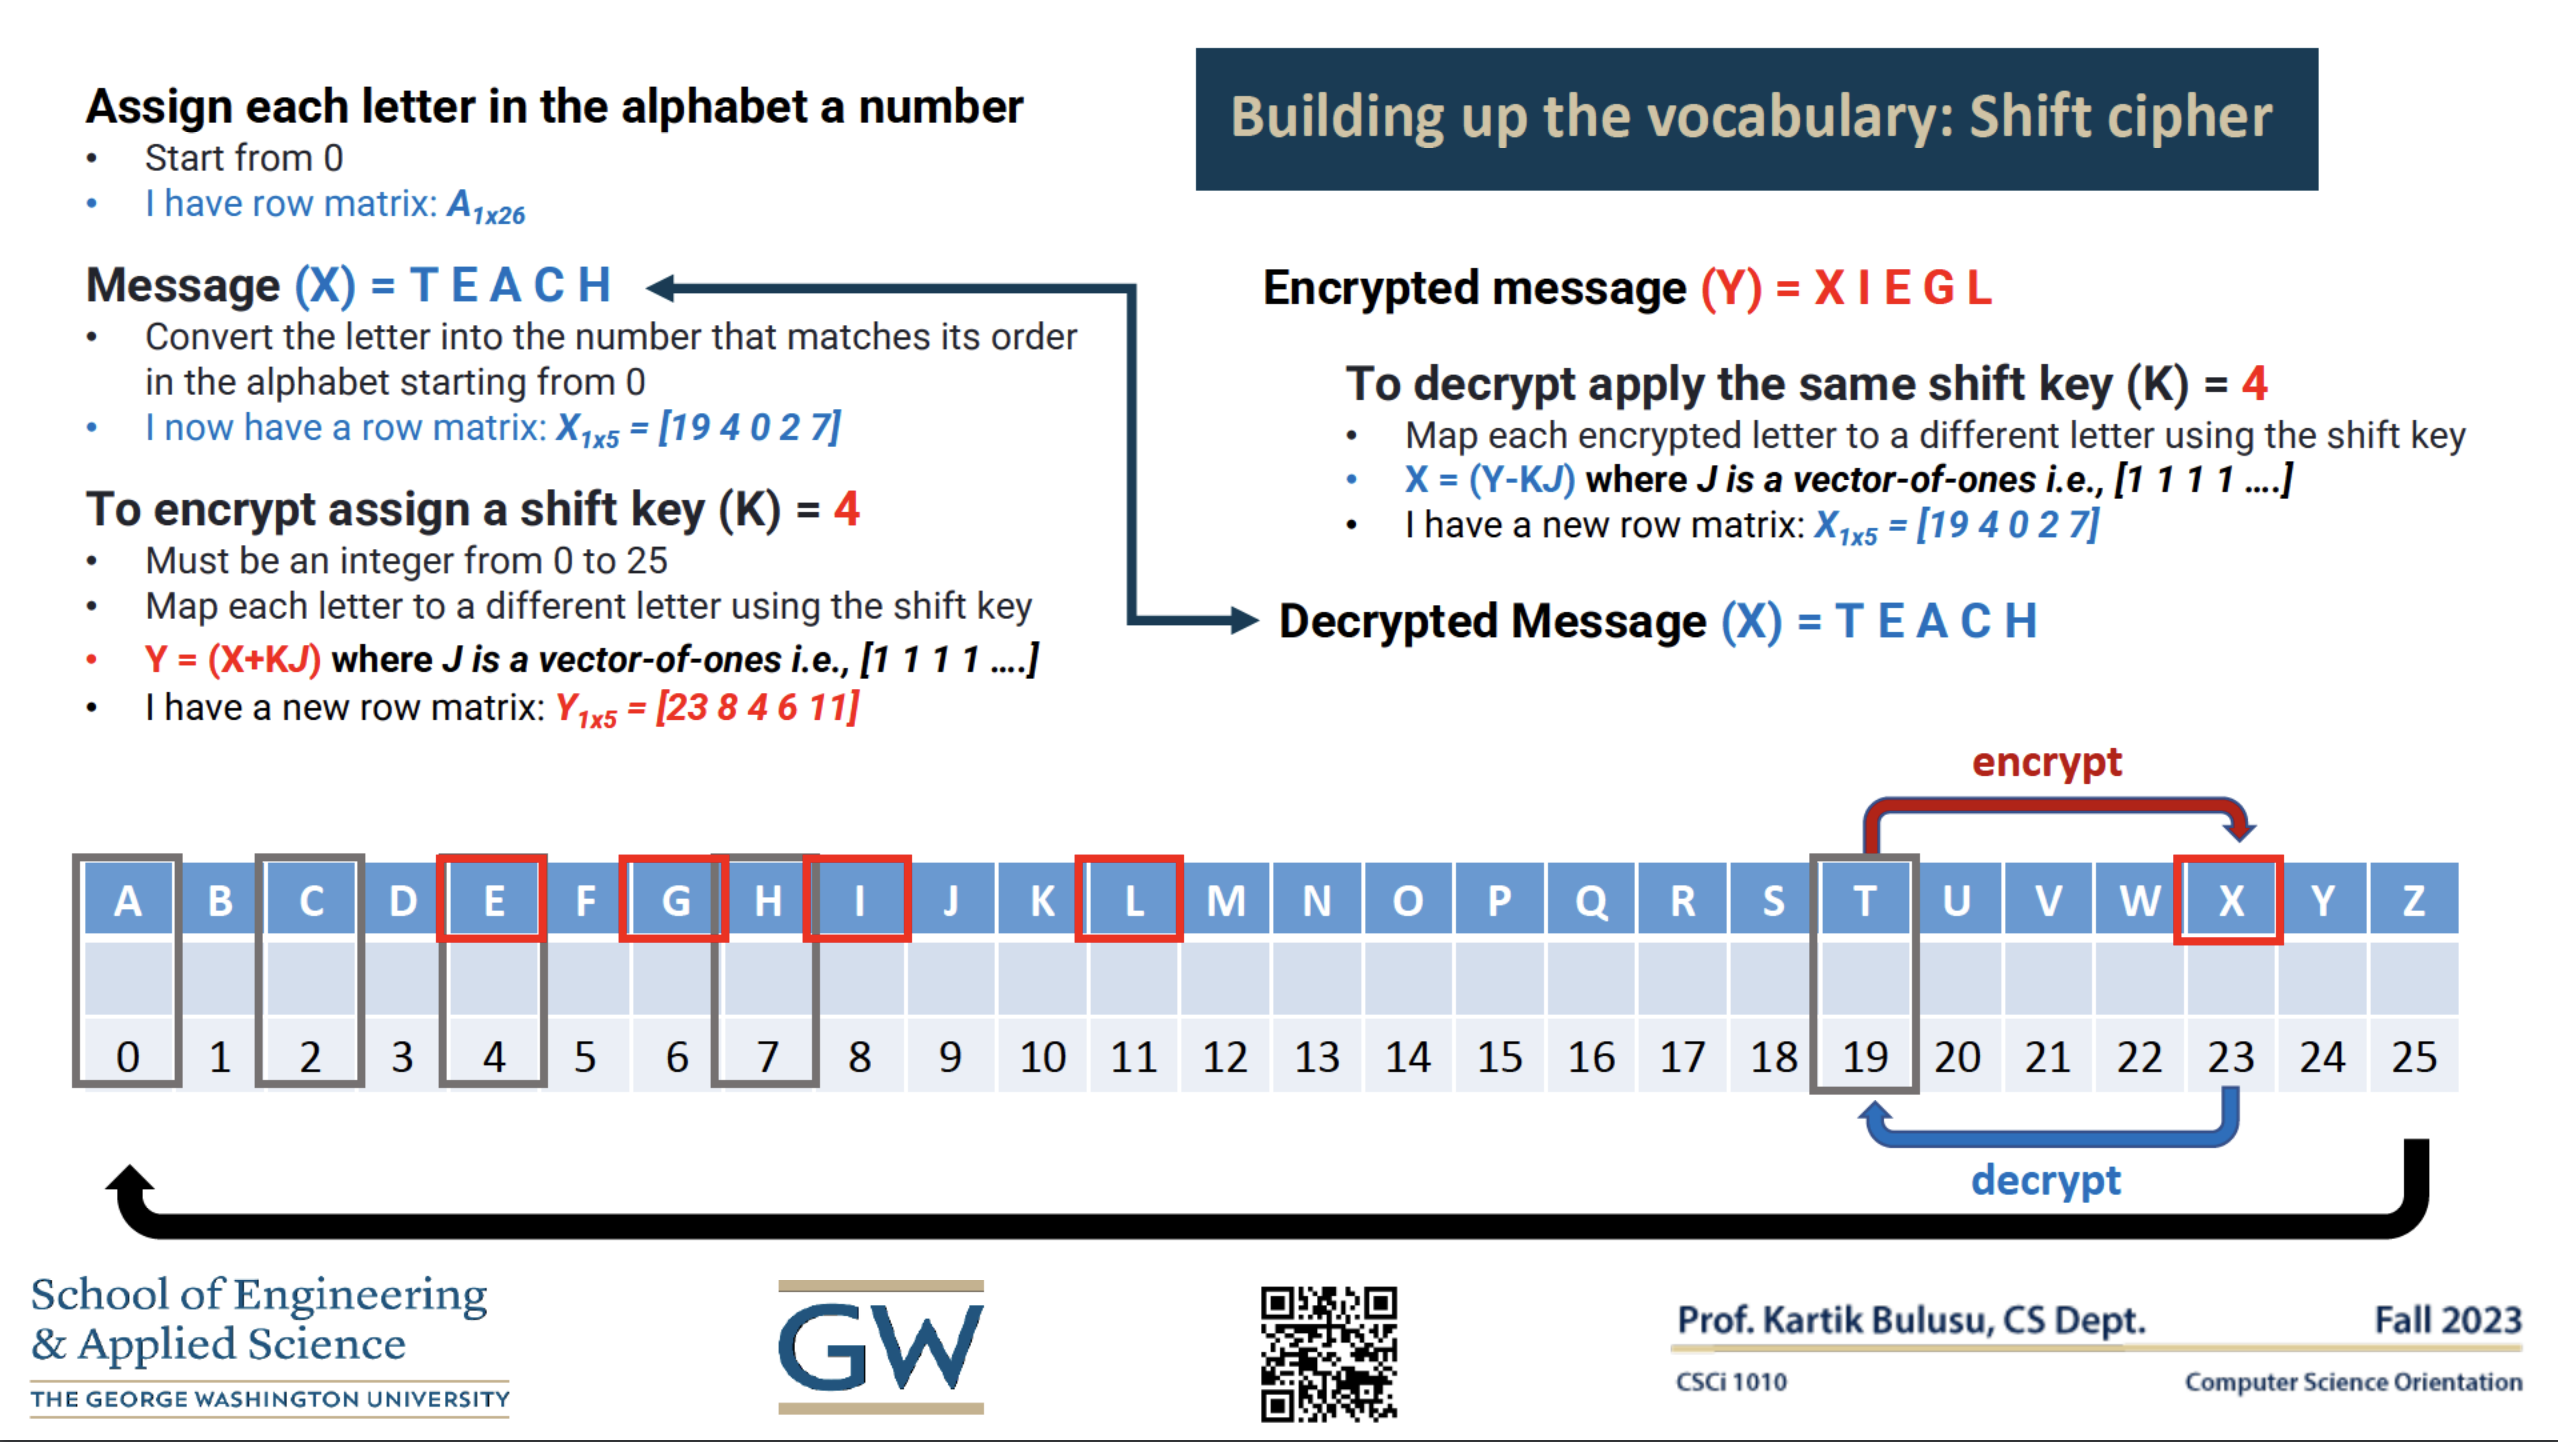 Building up the vocabulary: Shift cipher
Assign each letter in the alphabet a number
• Start from 0
• I have row matrix: A1x26
Message (X) = T E A C H
• Convert the letter into the number that matches its order
in the alphabet starting from 0
• I now have a row matrix: X1x5 = [19 4 0 2 7]
To encrypt assign a shift key (K) = 4
• Must be an integer from 0 to 25
• Map each letter to a different letter using the shift key
• Y = (X+KJ) where J is a vector-of-ones i.e., [1 1 1 1 ....]
• I have a new row matrix: Y1x5 = [23 8 4 6 11]
Encrypted message (Y) = X I E G L
To decrypt apply the same shift key (K) = 4
• Map each encrypted letter to a different letter using the shift key
• X = (Y-KJ) where J is a vector-of-ones i.e., [1 1 1 1 ....]
• I have a new row matrix: X1x5 = [19 4 0 2 7]
Decrypted Message (X) = T E A C H
encrypt
A B C D E F G H I J K L M N O P Q R S T U V W X Y Z
0 1 2 3 4 5 6 7 8 9 10 11 12 13 14 15 16 17 18 19 20 21 22 23 24 25
decrypt
School of Engineering
& Applied Science
THE GEORGE WASHINGTON UNIVERSITY
GW
Prof. Kartik Bulusu, CS Dept. Fall 2023
CSCi 1010 Computer Science Orientation